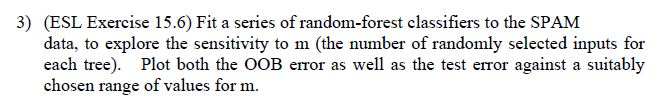 3) (ESL Exercise 15.6) Fit a series of random-forest classifiers to the SPAM
data, to explore the sensitivity to m (the number of randomly selected inputs for
each tree). Plot both the OOB error as well as the test error against a suitably
chosen range of values for m.